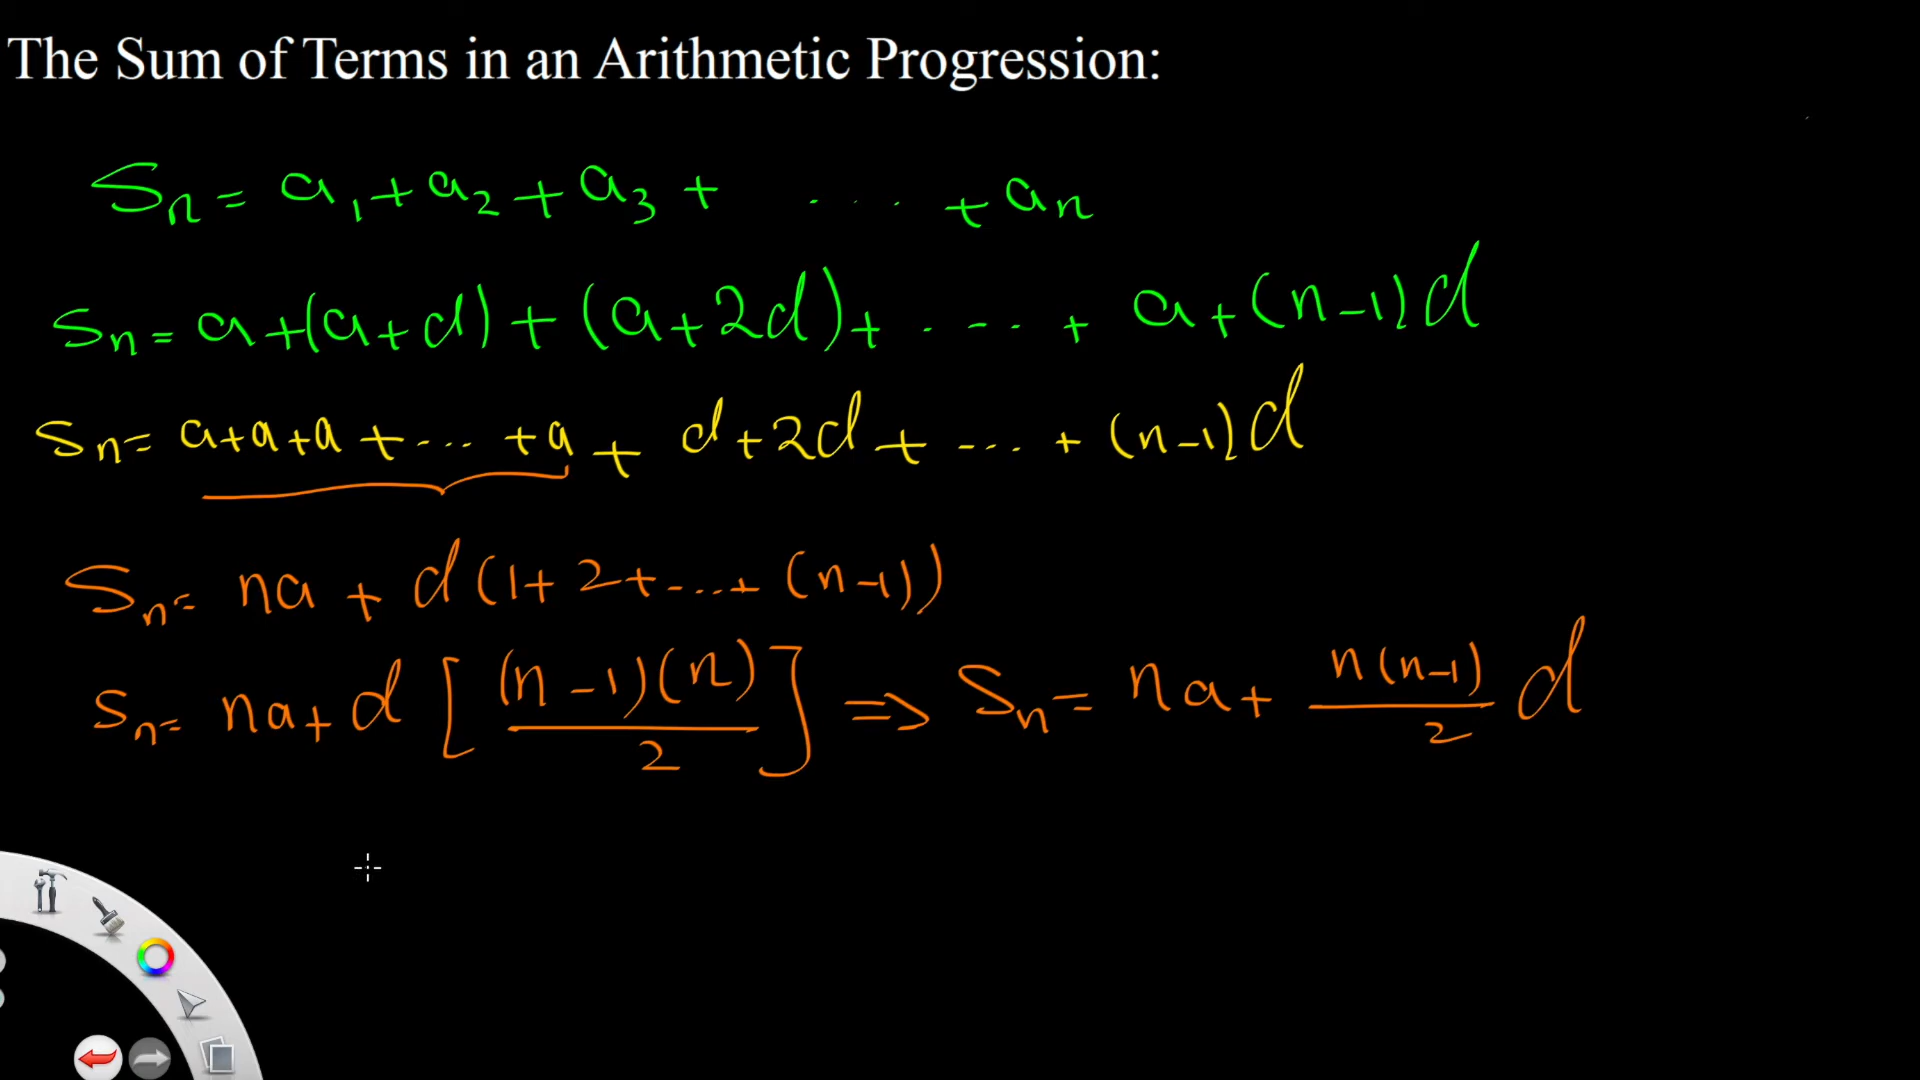 The Sum of Terms in an Arithmetic Progression:
Sn = a1 + a2 + a3 + .... + an
Sn = a + (a + d) + (a + 2d) + .... + a + (n - 1)d
Sn = a + a + a + ... + a + d + 2d + ... + (n - 1)d
Sn = na + d(1 + 2 + ... + (n - 1))
Sn = na + d[(n - 1)(n)/2] => Sn = na + n(n - 1)/2 d